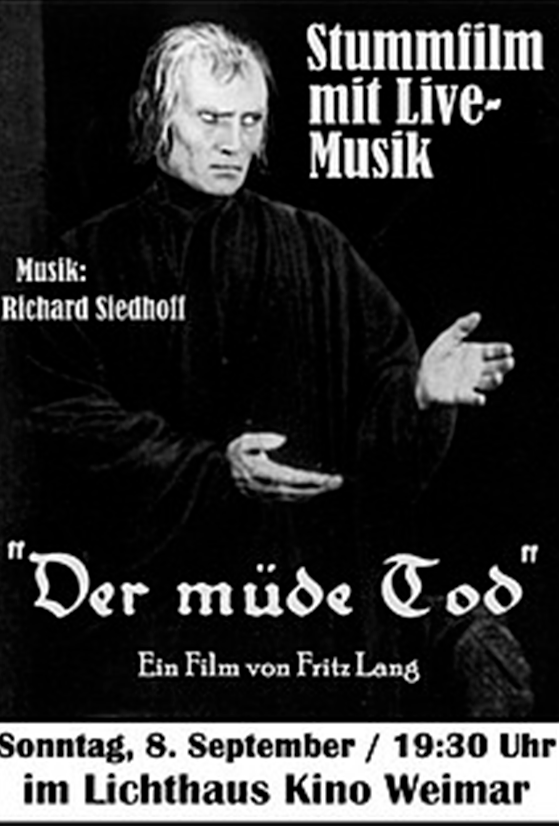 Stummfilm
mit Live-
Musik
Musik:
Richard Siedhoff
"Der müde Tod"
Ein Film von Fritz Lang
Sonntag, 8. September / 19:30 Uhr
im Lichthaus Kino Weimar